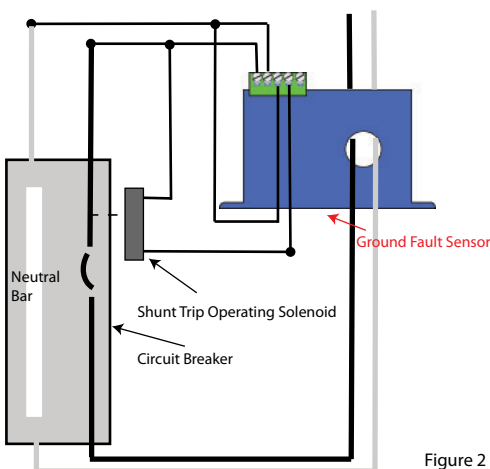 Ground Fault Sensor
Neutral
Bar
Shunt Trip Operating Solenoid
Circuit Breaker
Figure 2